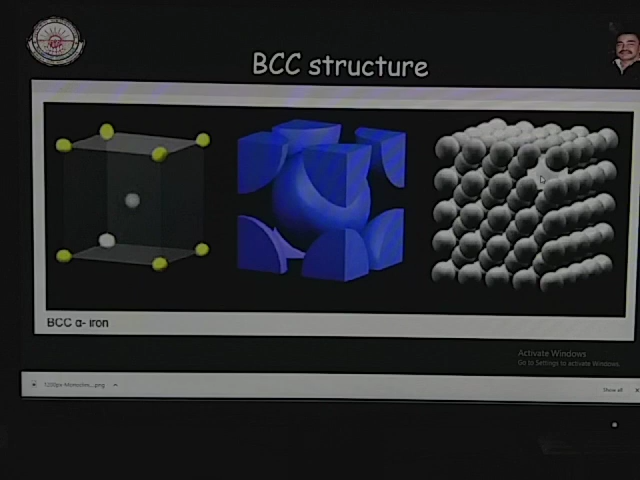 BCC structure
BCC α- iron
Activate Windows
Go to Settings to activate Windows.
Show all